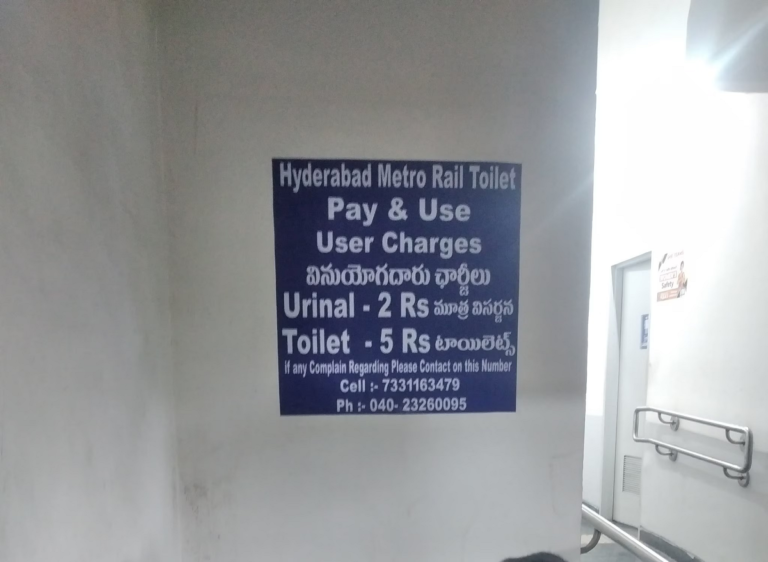 Hyderabad Metro Rail Toilet
Pay & Use
User Charges
వినుయోగదారు ఛార్జీలు
Urinal - 2 Rs మూత్ర విసర్జన
Toilet - 5 Rs టాయిలెట్స్
if any Complain Regarding Please Contact on this Number
Cell :- 7331163479
Ph :- 040- 23260095
Safety